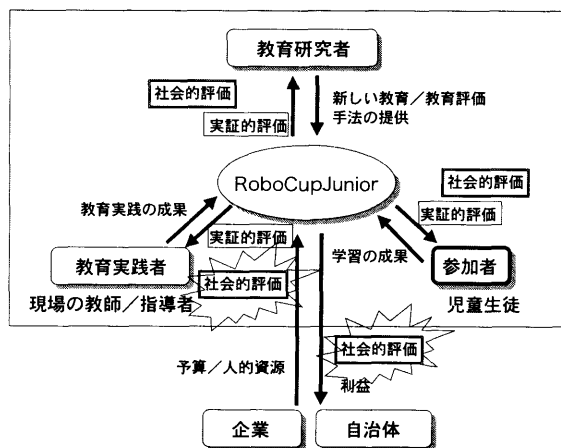 教育研究者
社会的評価
実証的評価
新しい教育/教育評価
手法の提供
RoboCupJunior
社会的評価
実証的評価
教育実践の成果
実証的評価
学習の成果
教育実践者
社会的評価
参加者
現場の教師/指導者
児童生徒
社会的評価
予算/人的資源
利益
企業
自治体